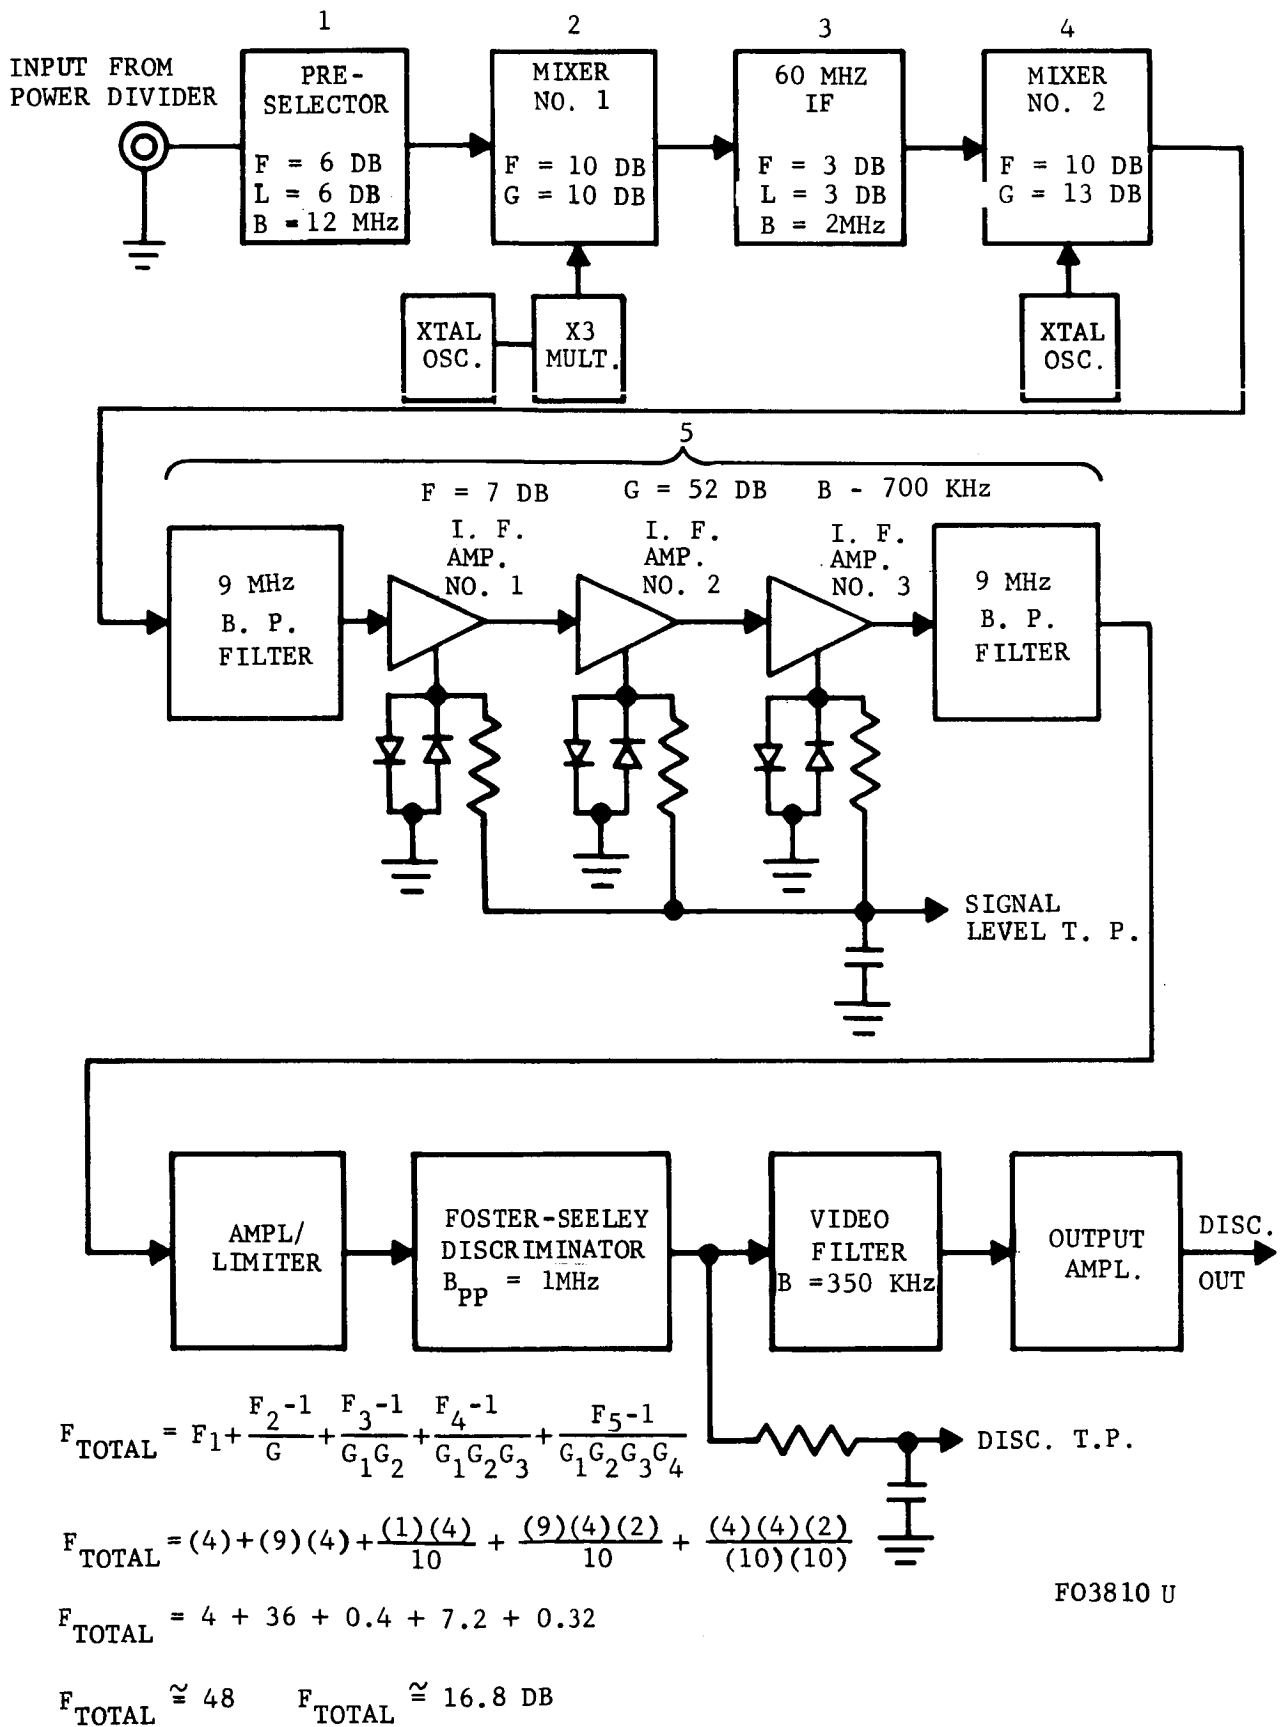 1
2
3
4
INPUT FROM
POWER DIVIDER
PRE-
SELECTOR
F = 6 DB
L = 6 DB
B = 12 MHz
MIXER
NO. 1
F = 10 DB
G = 10 DB
60 MHZ
IF
F = 3 DB
L = 3 DB
B = 2MHz
MIXER
NO. 2
F = 10 DB
G = 13 DB
XTAL
OSC.
X3
MULT.
XTAL
OSC.
5
F = 7 DB G = 52 DB B - 700 KHz
9 MHz
B. P.
FILTER
I. F.
AMP.
NO. 1
I. F.
AMP.
NO. 2
I. F.
AMP.
NO. 3
9 MHz
B. P.
FILTER
SIGNAL
LEVEL T. P.
AMPL/
LIMITER
FOSTER-SEELEY
DISCRIMINATOR
B_PP = 1MHz
VIDEO
FILTER
B =350 KHz
OUTPUT
AMPL.
DISC.
OUT
F_TOTAL = F_1 + (F_2-1)/G + (F_3-1)/(G_1G_2) + (F_4-1)/(G_1G_2G_3) + (F_5-1)/(G_1G_2G_3G_4)
DISC. T.P.
F_TOTAL = (4)+(9)(4)+ (1)(4)/10 + (9)(4)(2)/10 + (4)(4)(2)/(10)(10)
F_TOTAL = 4 + 36 + 0.4 + 7.2 + 0.32
FO3810 U
F_TOTAL ≅ 48 F_TOTAL ≅ 16.8 DB